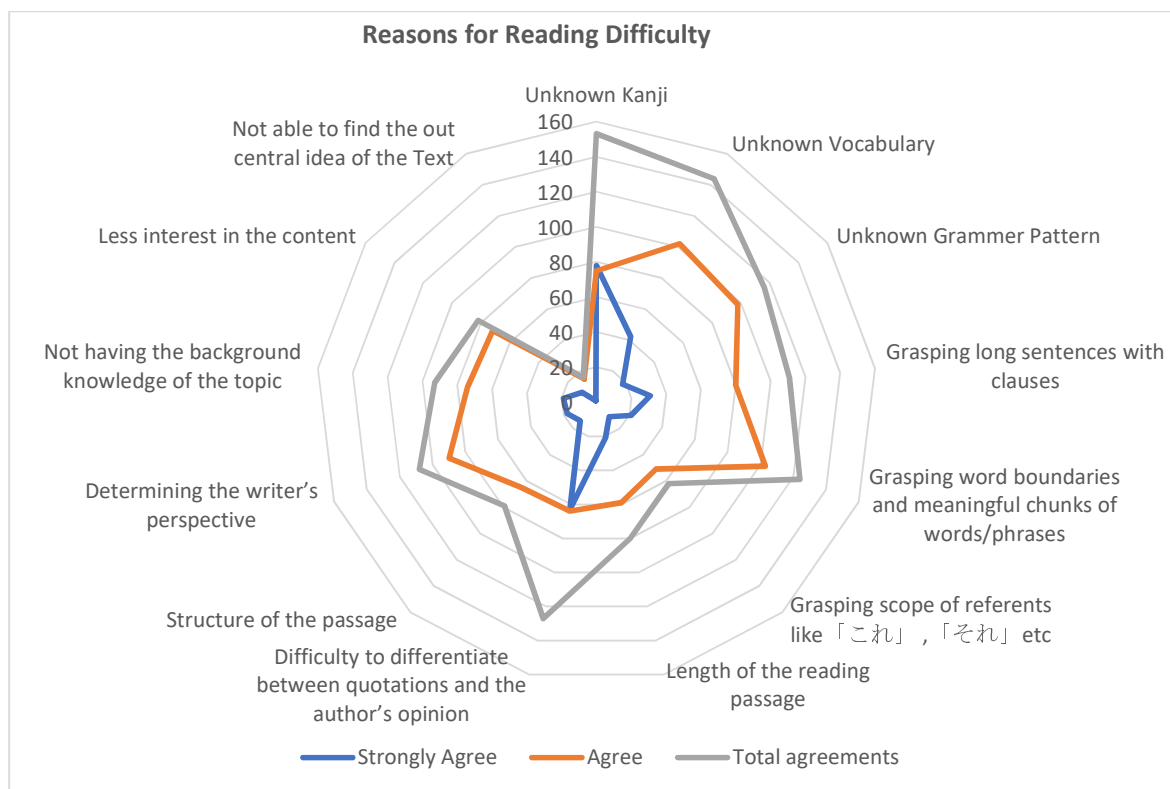 Reasons for Reading Difficulty
Unknown Kanji
Unknown Vocabulary
Unknown Grammer Pattern
Grasping long sentences with
clauses
Grasping word boundaries
and meaningful chunks of
words/phrases
Grasping scope of referents
like「これ」,「それ」etc
Length of the reading
passage
Difficulty to differentiate
between quotations and the
author’s opinion
Structure of the passage
Determining the writer’s
perspective
Not having the background
knowledge of the topic
Less interest in the content
Not able to find the out
central idea of the Text
160
140
120
100
80
60
40
20
0
Strongly Agree
Agree
Total agreements